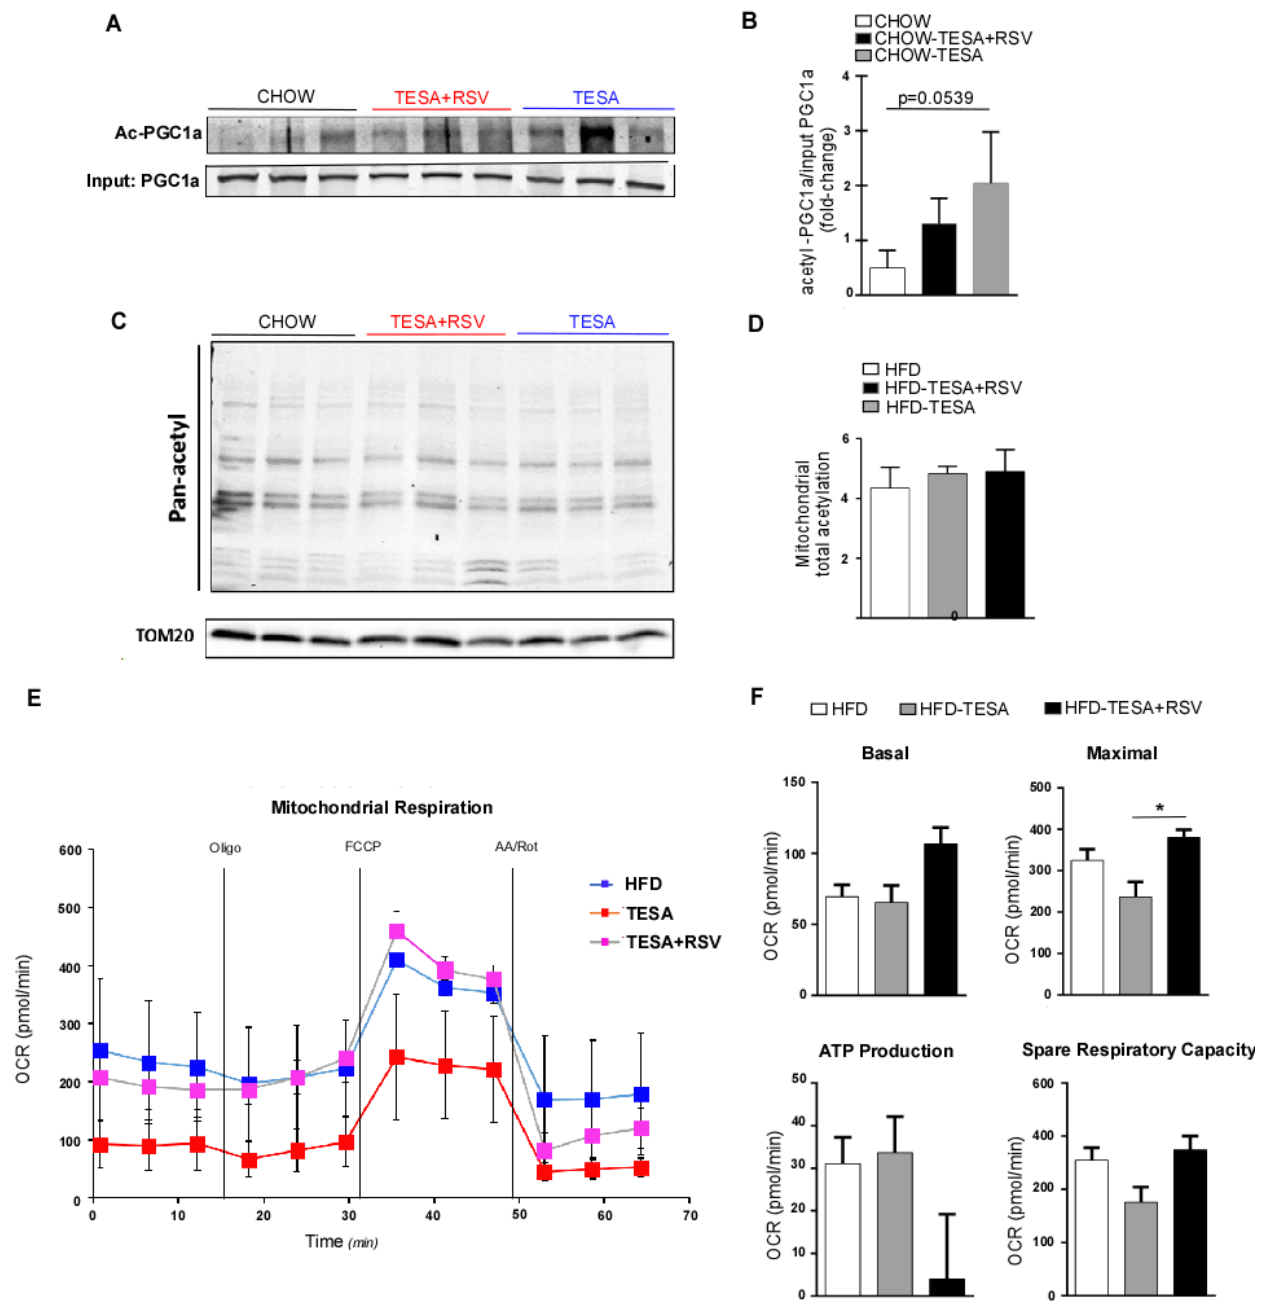 A
CHOW
TESA+RSV
TESA
Ac-PGC1a
Input: PGC1a
B
CHOW
CHOW-TESA+RSV
CHOW-TESA
acetyl -PGC1a/input PGC1a
(fold-change)
4
3
2
1
0
p=0.0539
C
CHOW
TESA+RSV
TESA
Pan-acetyl
TOM20
D
HFD
HFD-TESA+RSV
HFD-TESA
Mitochondrial
total acetylation
6
4
2
0
E
Mitochondrial Respiration
Oligo
FCCP
AA/Rot
HFD
TESA
TESA+RSV
OCR (pmol/min)
600
500
400
300
200
100
0
0 10 20 30 40 50 60 70
Time (min)
F
HFD
HFD-TESA
HFD-TESA+RSV
Basal
OCR (pmol/min)
150
100
50
0
Maximal
OCR (pmol/min)
500
400
300
200
100
0
*
ATP Production
OCR (pmol/min)
50
40
30
20
10
0
Spare Respiratory Capacity
OCR (pmol/min)
600
400
200
100
0